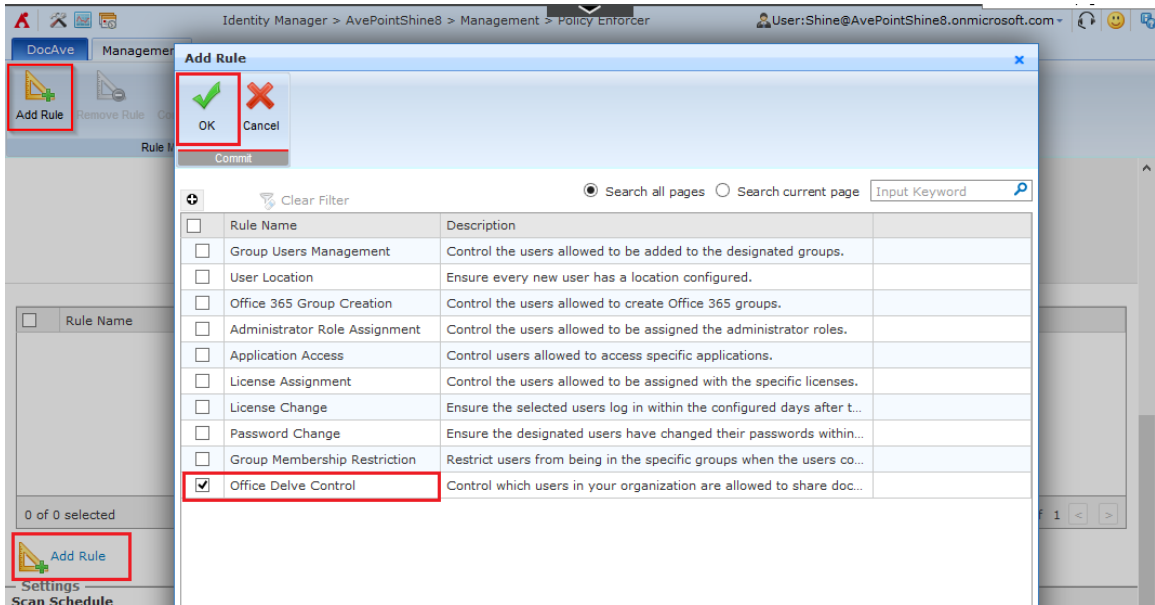 Identity Manager > AvePointShine8 > Management > Policy Enforcer
User:Shine@AvePointShine8.onmicrosoft.com
DocAve
Managemen
Add Rule
Add Rule
Remove Rule
Co
OK
Cancel
Rule M
Commit
Search all pages
Search current page
Input Keyword
Clear Filter
Rule Name
Description
Group Users Management
Control the users allowed to be added to the designated groups.
User Location
Ensure every new user has a location configured.
Office 365 Group Creation
Control the users allowed to create Office 365 groups.
Rule Name
Administrator Role Assignment
Control the users allowed to be assigned the administrator roles.
Application Access
Control users allowed to access specific applications.
License Assignment
Control the users allowed to be assigned with the specific licenses.
License Change
Ensure the selected users log in within the configured days after t...
Password Change
Ensure the designated users have changed their passwords within...
Group Membership Restriction
Restrict users from being in the specific groups when the users co...
Office Delve Control
Control which users in your organization are allowed to share doc...
0 of 0 selected
f 1 < >
Add Rule
Settings
Scan Schedule